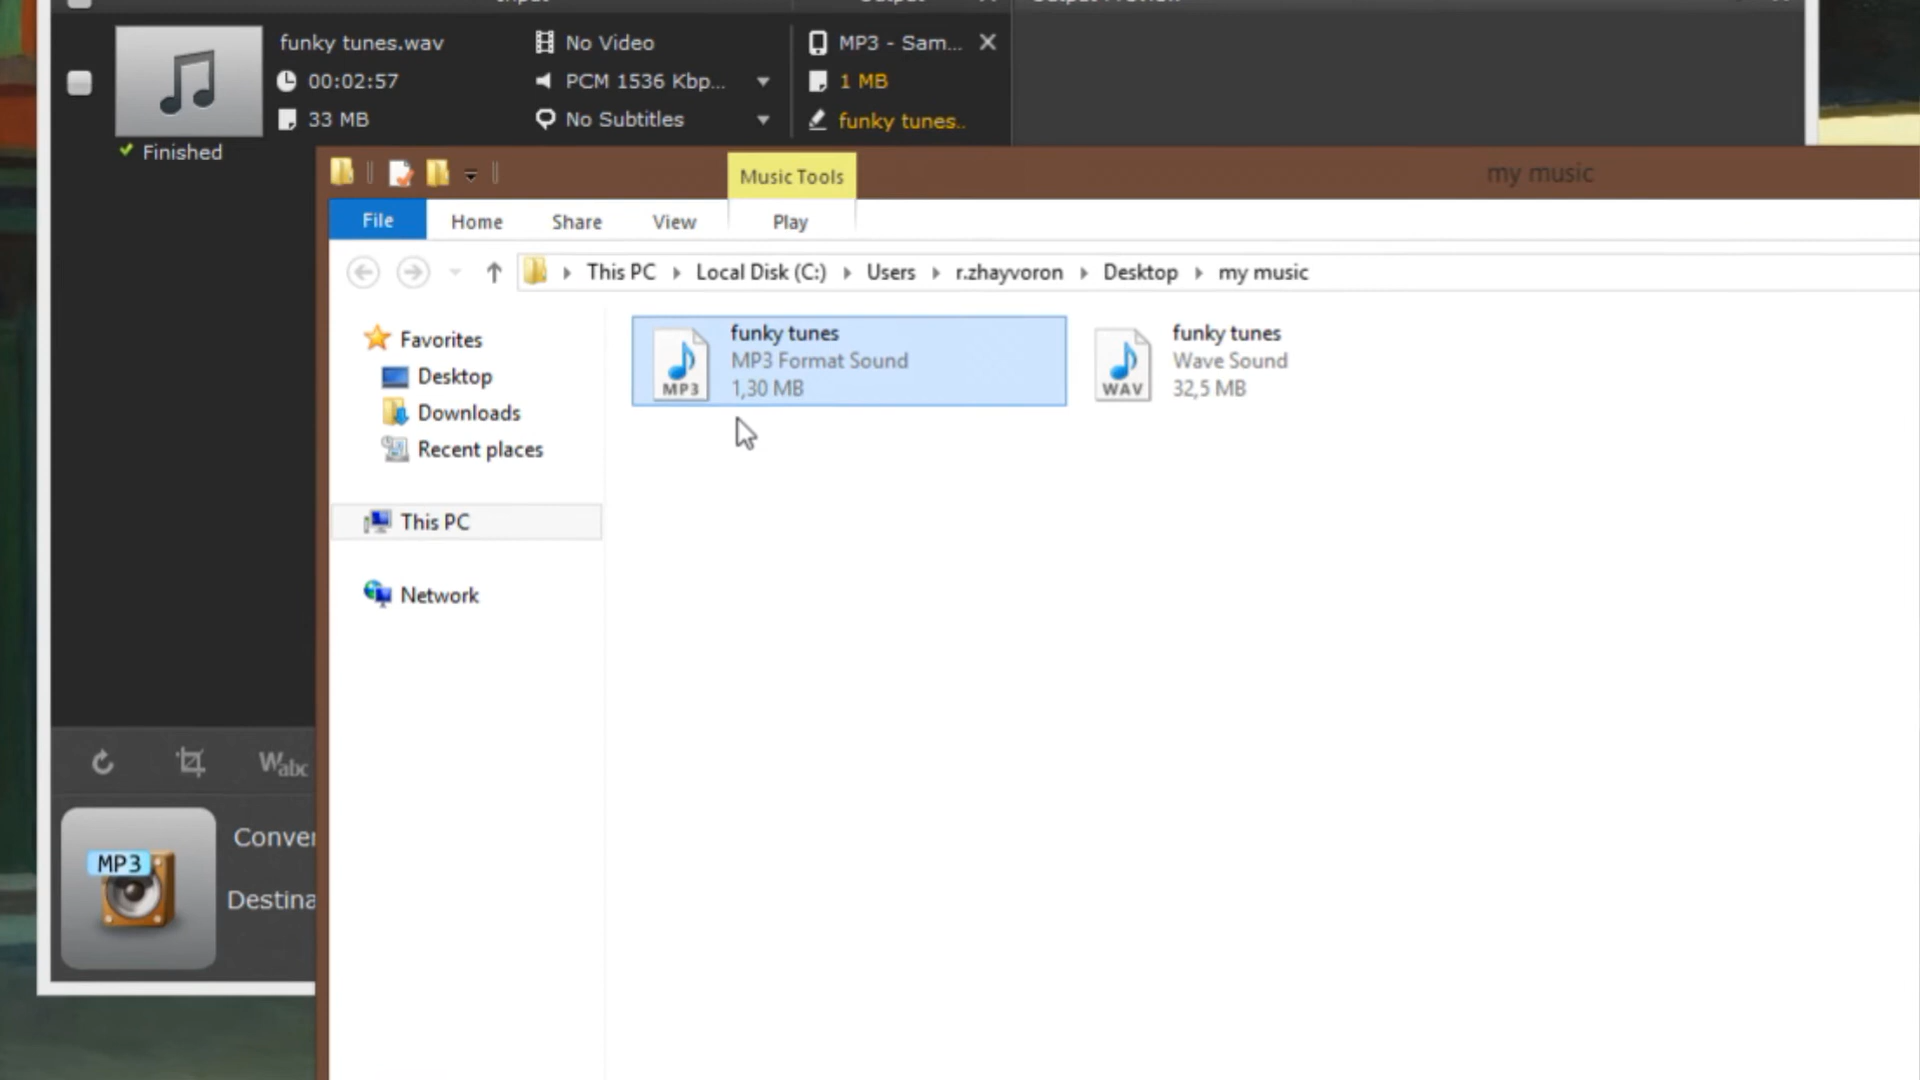 funky tunes.wav
No Video
MP3 - Sam...
00:02:57
PCM 1536 Kbp...
1 MB
33 MB
No Subtitles
funky tunes..
Finished
Music Tools
my music
File
Home
Share
View
Play
This PC
Local Disk (C:)
Users
r.zhayvoron
Desktop
my music
Favorites
Desktop
Downloads
Recent places
This PC
Network
funky tunes
MP3 Format Sound
1,30 MB
MP3
funky tunes
Wave Sound
32,5 MB
WAV
Wabc
MP3
Conver
Destina